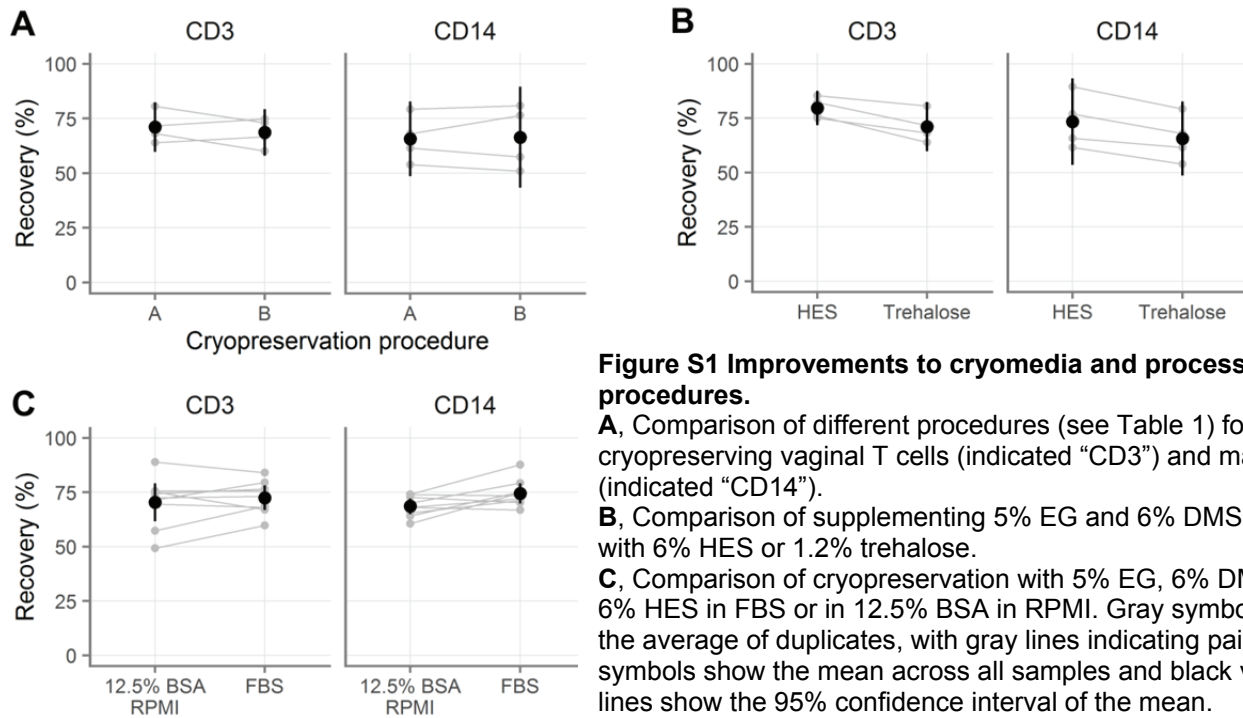 A
CD3
CD14
Recovery (%)
100
75
50
25
0
A
B
A
B
Cryopreservation procedure
B
CD3
CD14
Recovery (%)
100
75
50
25
0
HES
Trehalose
HES
Trehalose
C
CD3
CD14
Recovery (%)
100
75
50
25
0
12.5% BSA
RPMI
FBS
12.5% BSA
RPMI
FBS
Figure S1 Improvements to cryomedia and process
procedures.
A, Comparison of different procedures (see Table 1) fo
cryopreserving vaginal T cells (indicated “CD3”) and ma
(indicated “CD14”).
B, Comparison of supplementing 5% EG and 6% DMS
with 6% HES or 1.2% trehalose.
C, Comparison of cryopreservation with 5% EG, 6% DM
6% HES in FBS or in 12.5% BSA in RPMI. Gray symbo
the average of duplicates, with gray lines indicating pai
symbols show the mean across all samples and black v
lines show the 95% confidence interval of the mean.